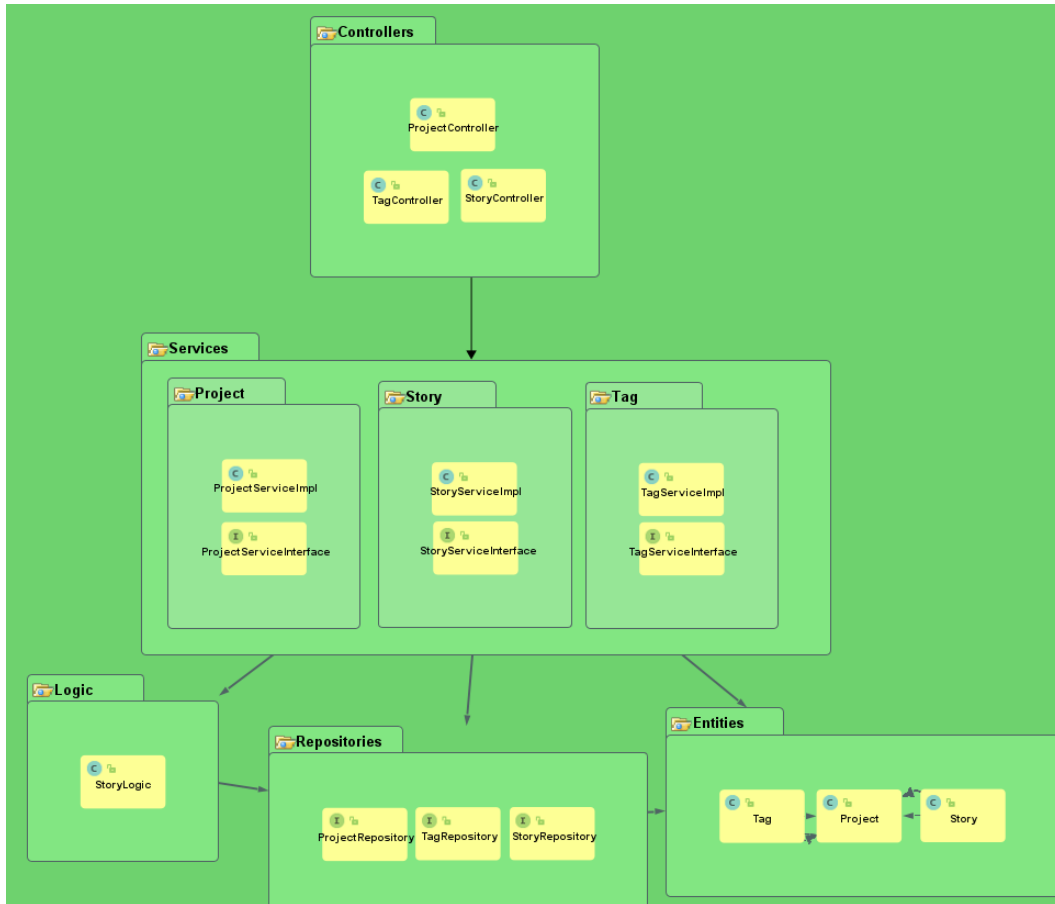 Controllers
C
ProjectController
C
TagController
C
StoryController
Services
Project
C
ProjectServiceImpl
I
ProjectServiceInterface
Story
C
StoryServiceImpl
I
StoryServiceInterface
Tag
C
TagServiceImpl
I
TagServiceInterface
Logic
C
StoryLogic
Repositories
I
ProjectRepository
I
TagRepository
I
StoryRepository
Entities
C
Tag
C
Project
C
Story